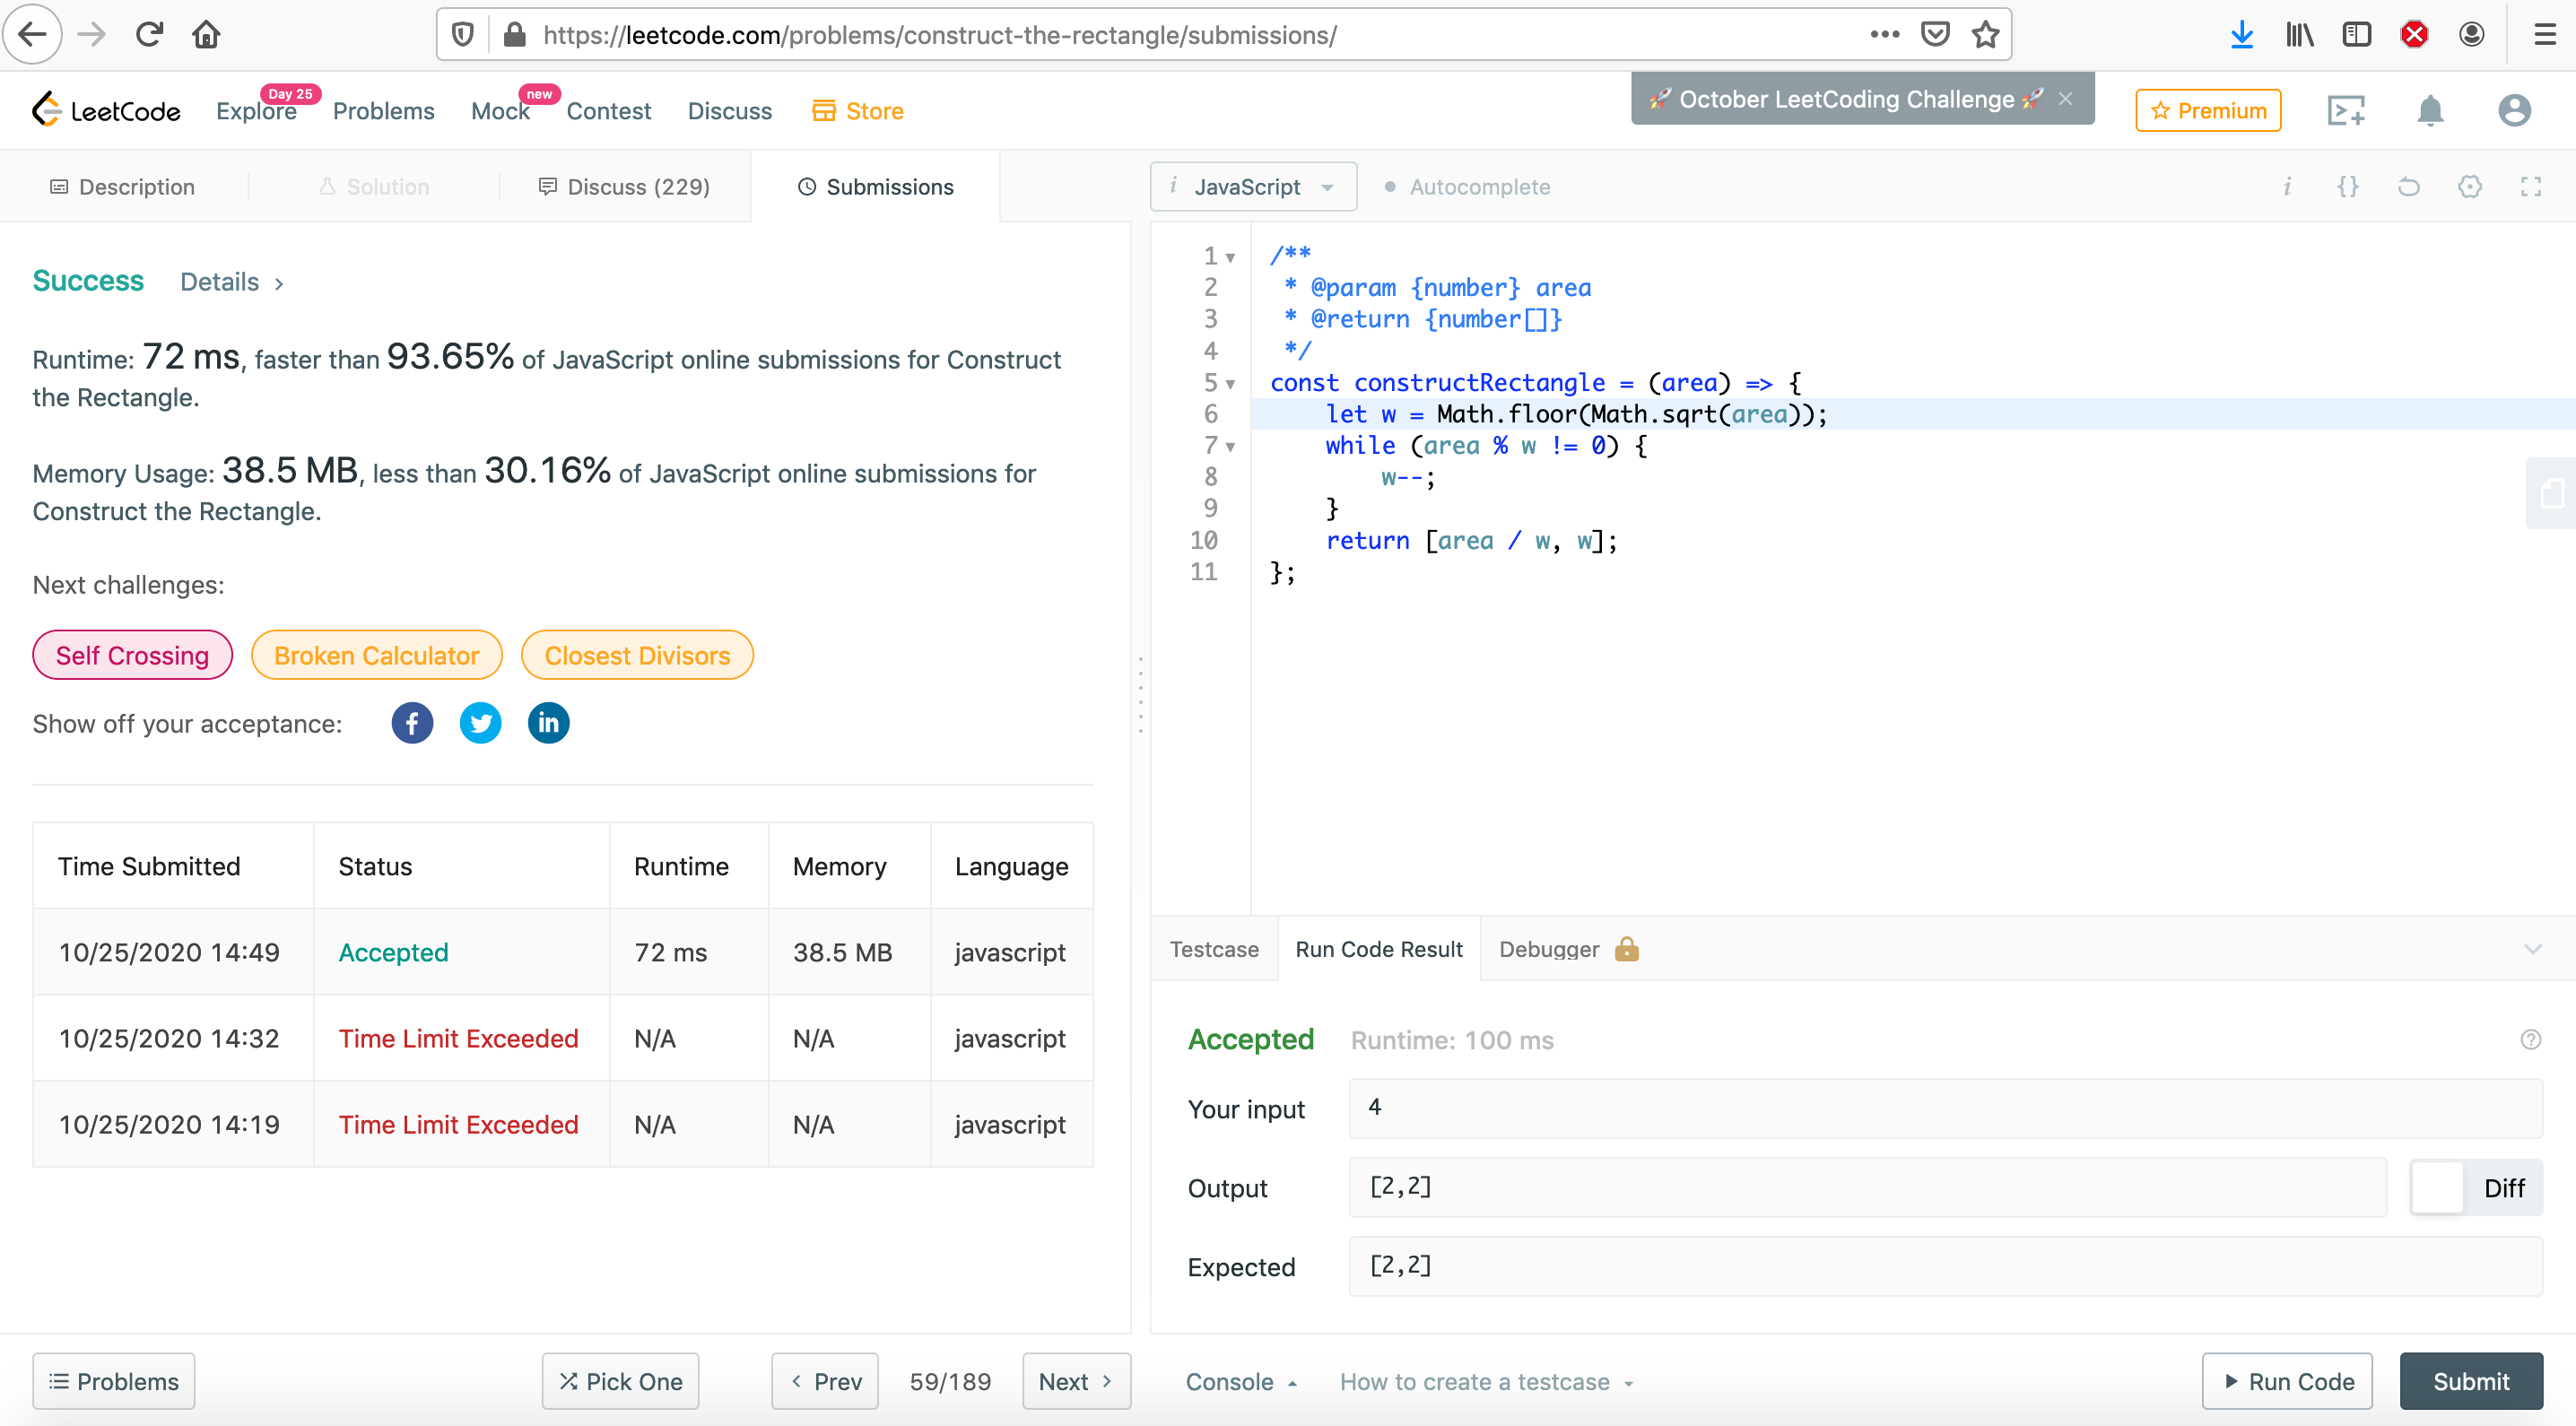 https://leetcode.com/problems/construct-the-rectangle/submissions/
LeetCode
Explore
Day 25
Problems
Mock
new
Contest
Discuss
Store
🚀 October LeetCoding Challenge 🚀 ×
Premium
Description
Solution
Discuss (229)
Submissions
i JavaScript
Autocomplete
Success Details >
Runtime: 72 ms, faster than 93.65% of JavaScript online submissions for Construct
the Rectangle.
Memory Usage: 38.5 MB, less than 30.16% of JavaScript online submissions for
Construct the Rectangle.
Next challenges:
Self Crossing
Broken Calculator
Closest Divisors
Show off your acceptance:
Time Submitted Status Runtime Memory Language
10/25/2020 14:49 Accepted 72 ms 38.5 MB javascript
10/25/2020 14:32 Time Limit Exceeded N/A N/A javascript
10/25/2020 14:19 Time Limit Exceeded N/A N/A javascript
1 /**
2  * @param {number} area
3  * @return {number[]}
4  */
5 const constructRectangle = (area) => {
6     let w = Math.floor(Math.sqrt(area));
7     while (area % w != 0) {
8         w--;
9     }
10     return [area / w, w];
11 };
Testcase
Run Code Result
Debugger
Accepted Runtime: 100 ms
Your input 4
Output [2,2] Diff
Expected [2,2]
Problems
Pick One
< Prev
59/189
Next >
Console
How to create a testcase
Run Code
Submit